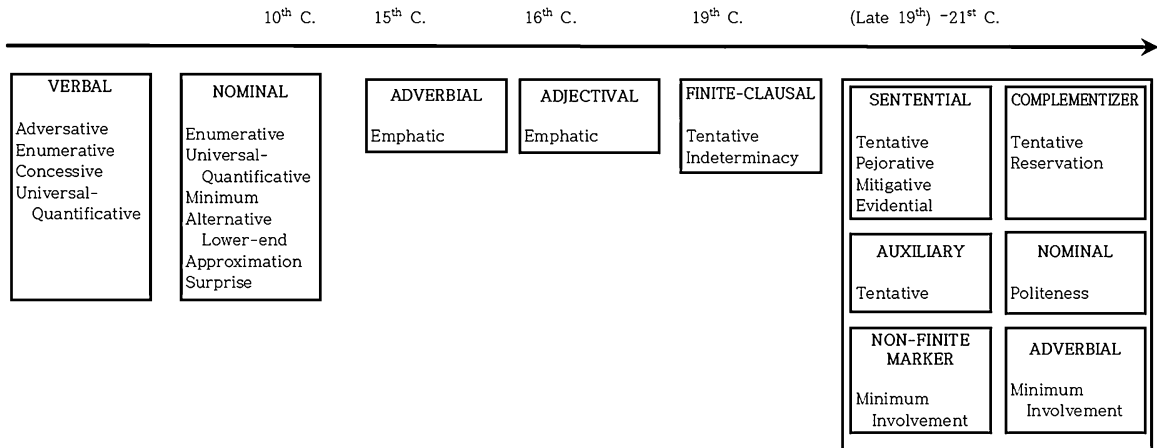 10th C. 15th C. 16th C. 19th C. (Late 19th) -21st C.
VERBAL
Adversative
Enumerative
Concessive
Universal-
Quantificative
NOMINAL
Enumerative
Universal-
Quantificative
Minimum
Alternative
Lower-end
Approximation
Surprise
ADVERBIAL
Emphatic
ADJECTIVAL
Emphatic
FINITE-CLAUSAL
Tentative
Indeterminacy
SENTENTIAL
Tentative
Pejorative
Mitigative
Evidential
COMPLEMENTIZER
Tentative
Reservation
AUXILIARY
Tentative
NOMINAL
Politeness
NON-FINITE
MARKER
Minimum
Involvement
ADVERBIAL
Minimum
Involvement